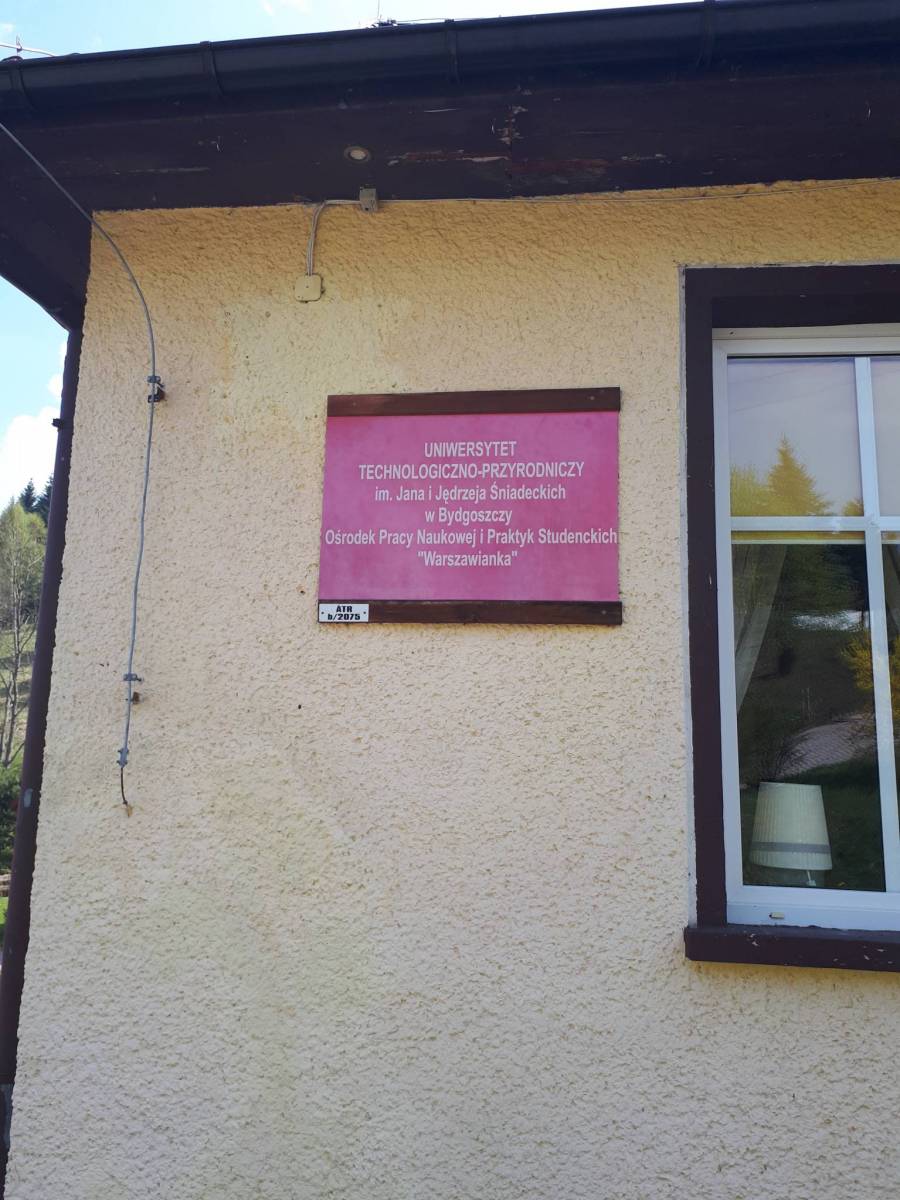 UNIWERSYTET
TECHNOLOGICZNO-PRZYRODNICZY
im. Jana i Jędrzeja Śniadeckich
w Bydgoszczy
Ośrodek Pracy Naukowej i Praktyk Studenckich
"Warszawianka"
ATR
b/2075